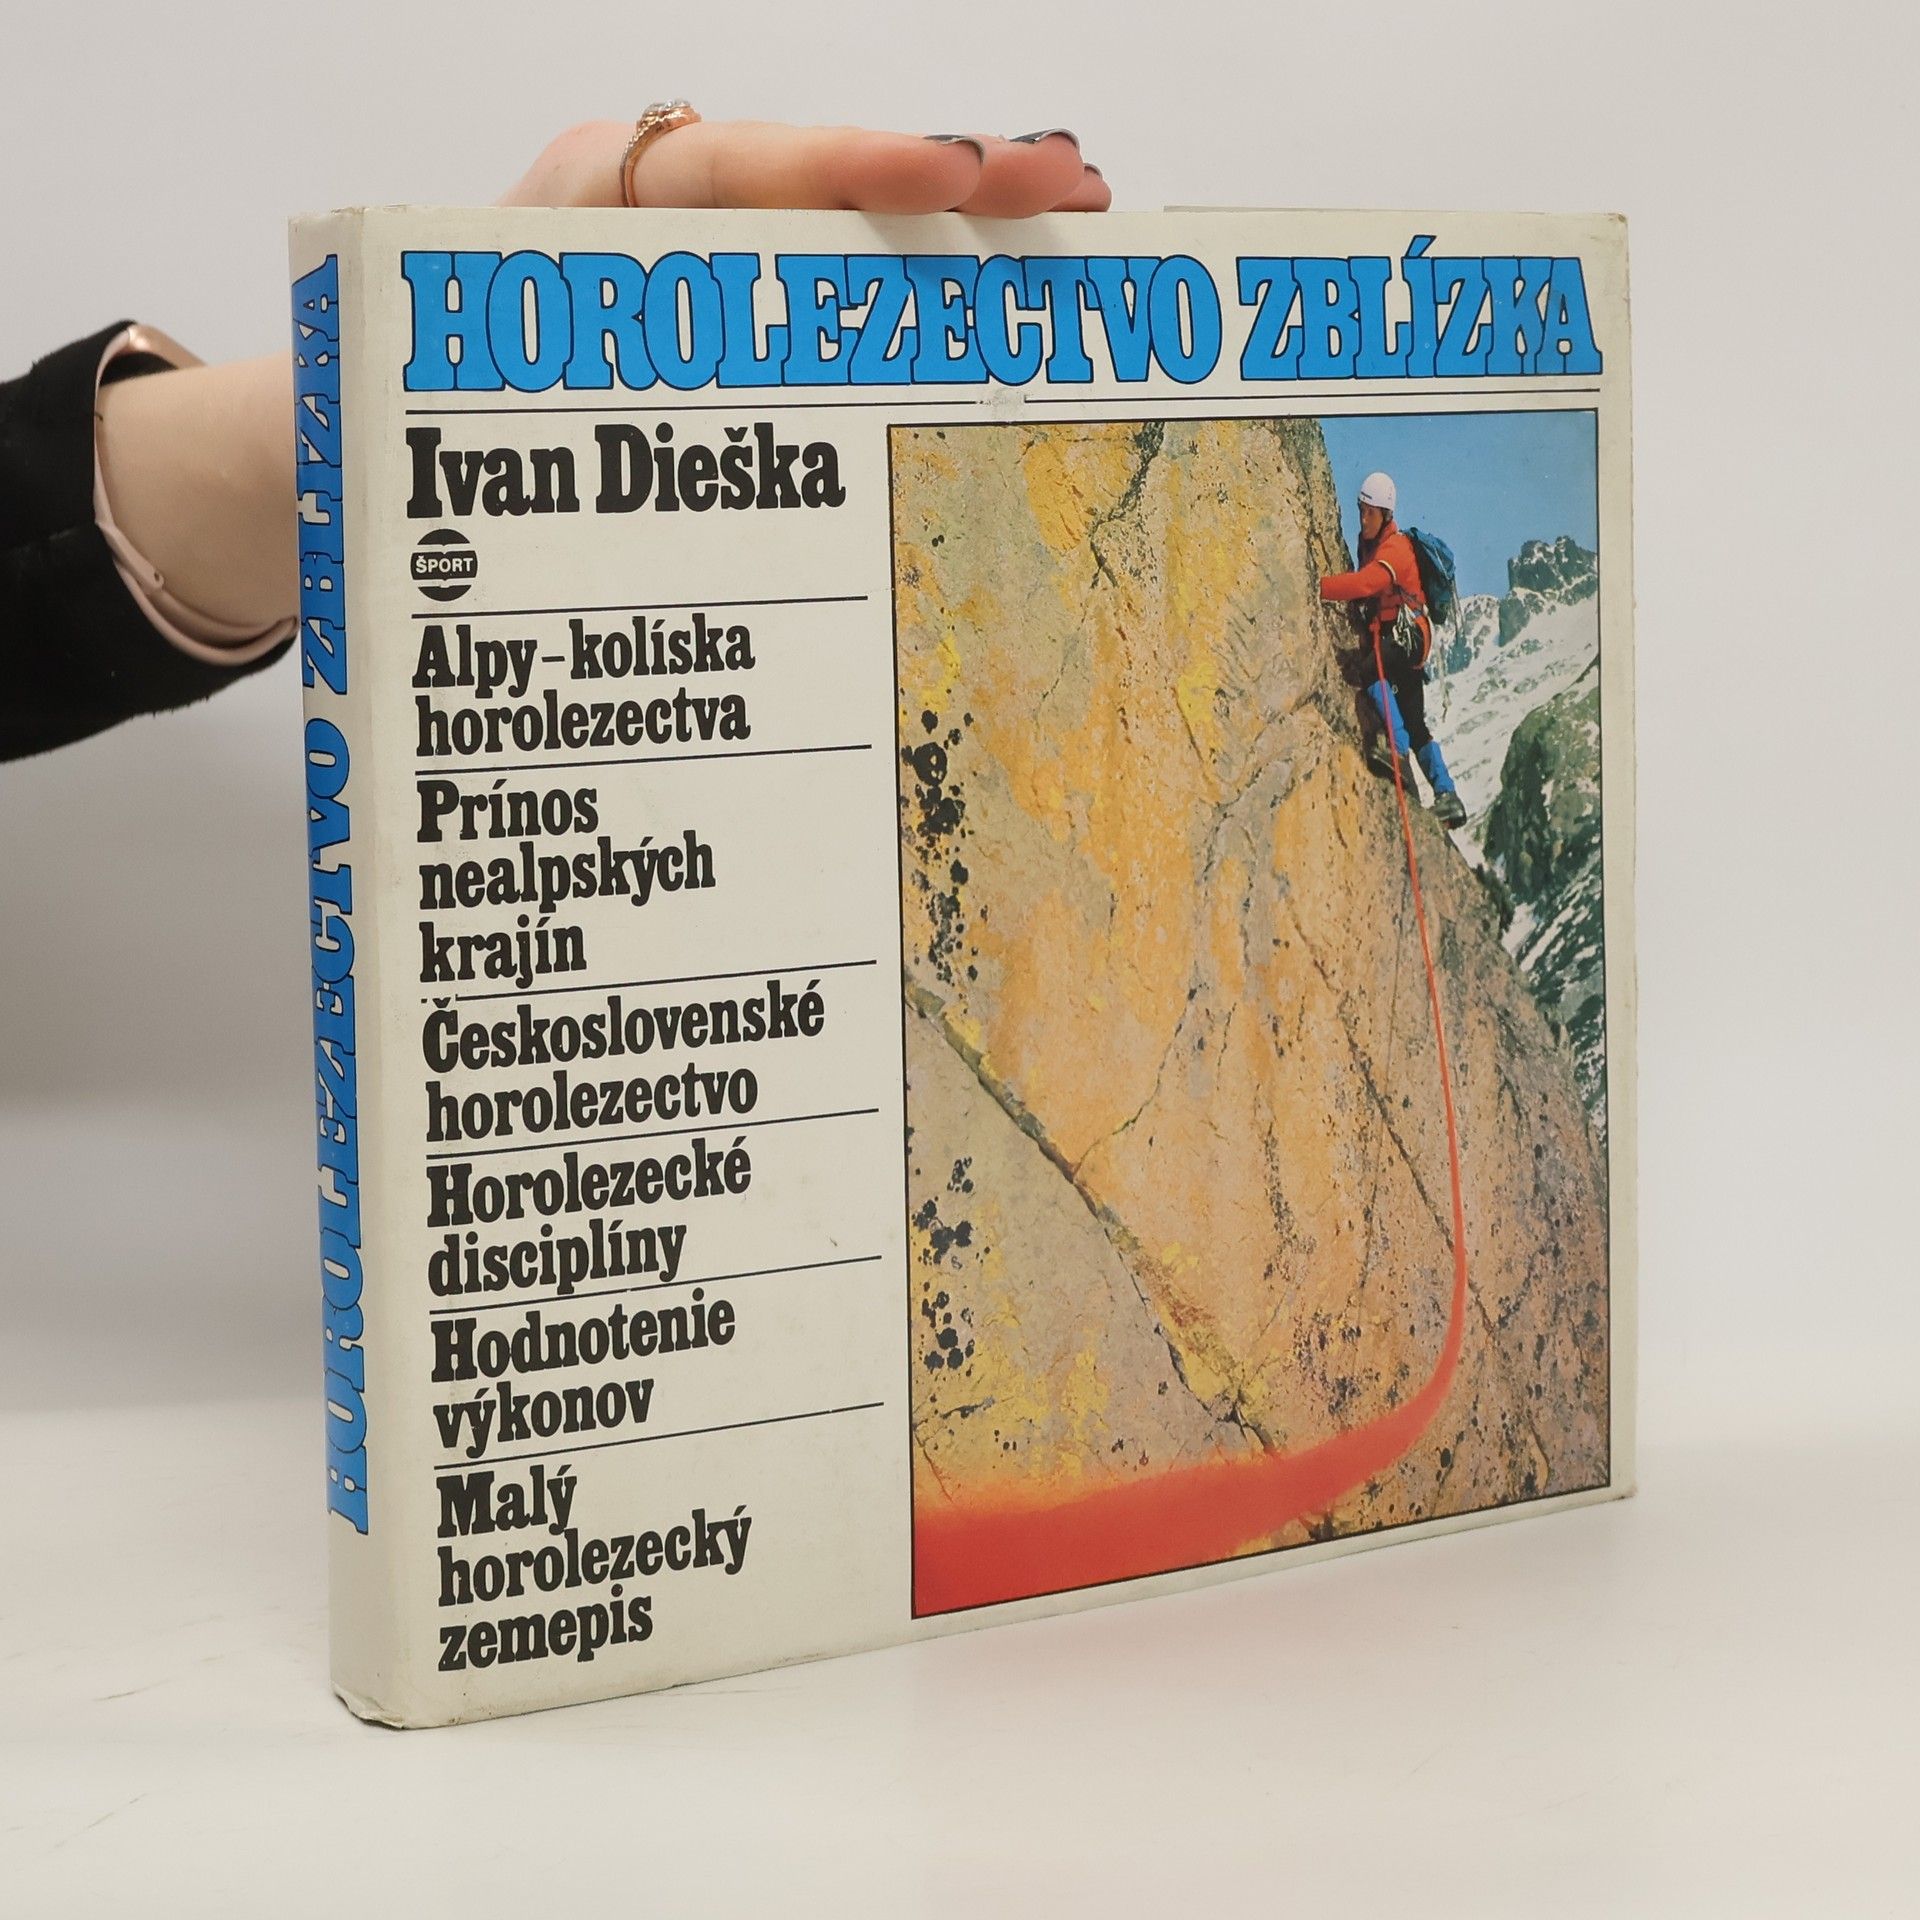 HOROLEZECTVO ZBLÍZKA
HOROLEZECTVO ZBLÍZKA
Ivan Dieška
ŠPORT
Alpy-kolíska
horolezectva
Prínos
nealpských
krajín
Československé
horolezectvo
Horolezecké
disciplíny
Hodnotenie
výkonov
Malý
horolezecký
zemepis